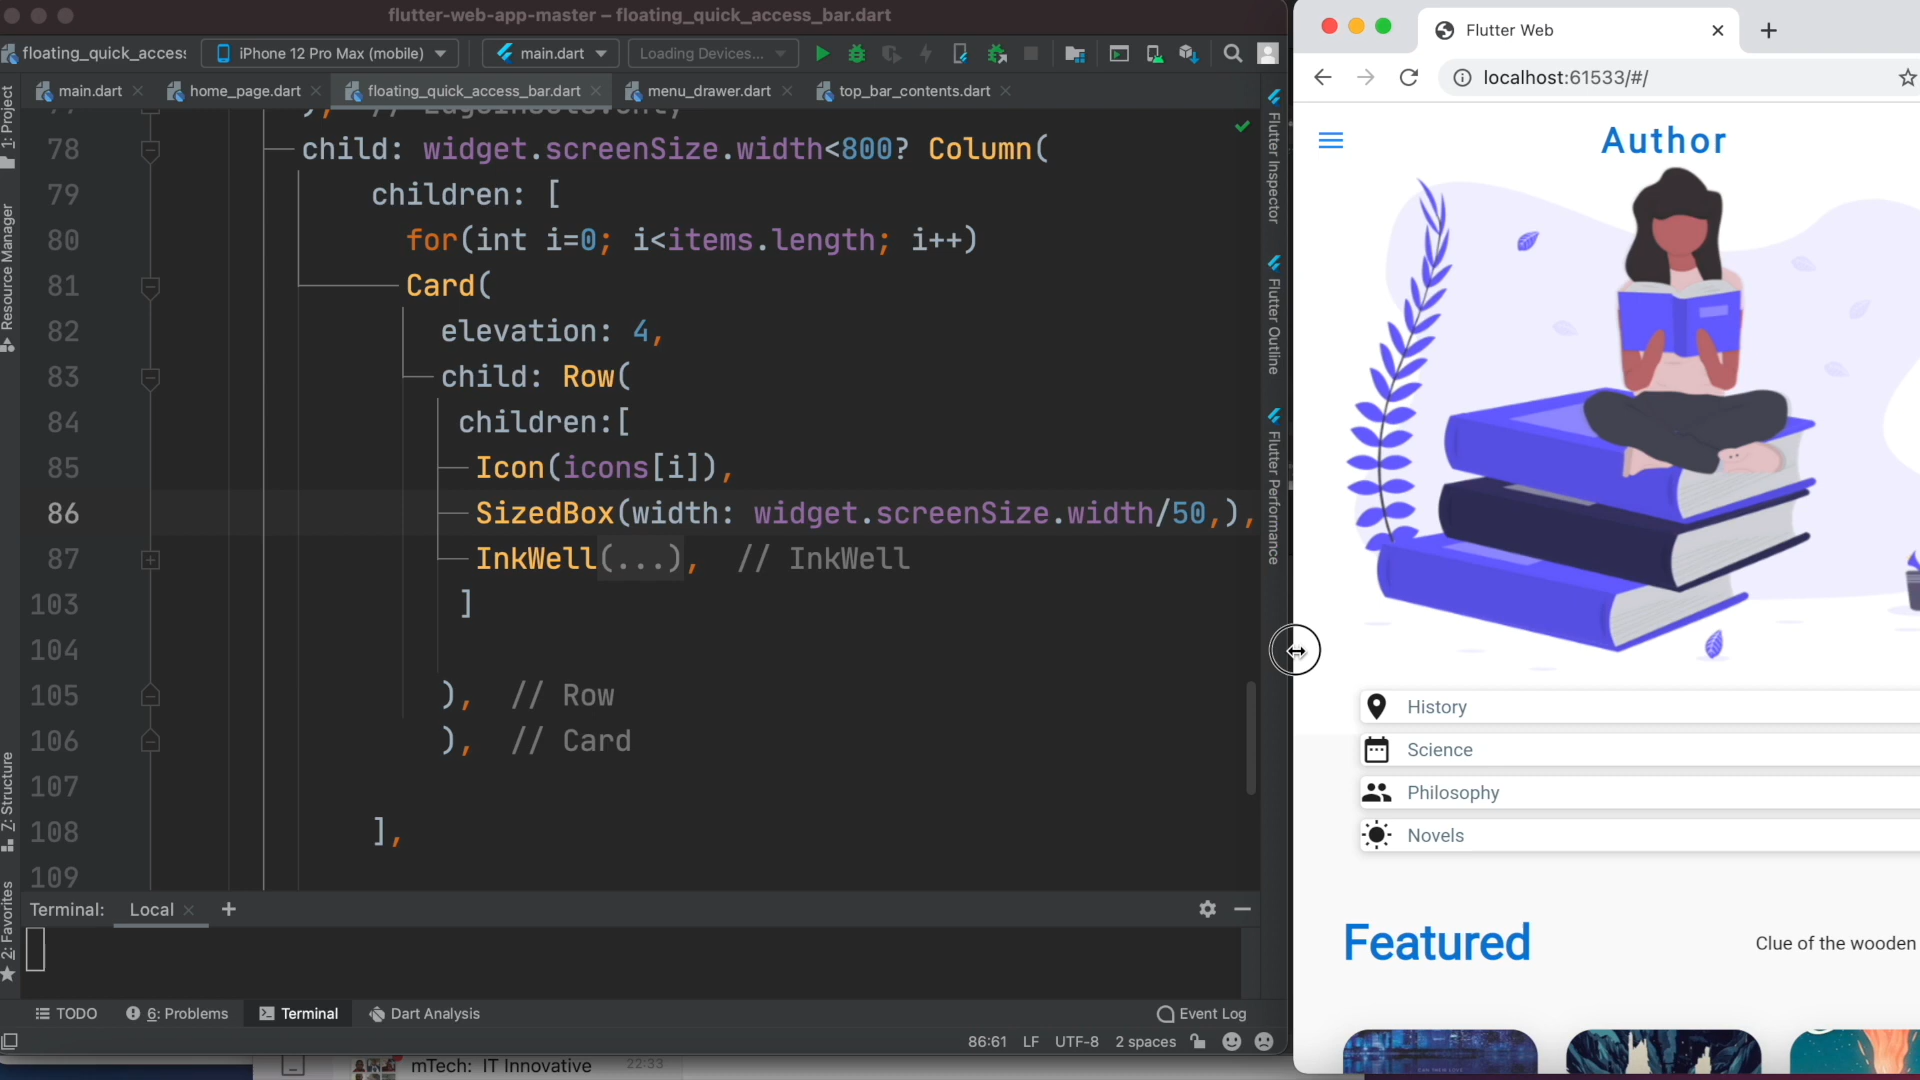 flutter-web-app-master – floating_quick_access_bar.dart
floating_quick_access
iPhone 12 Pro Max (mobile)
main.dart
Loading Devices...
main.dart
home_page.dart
floating_quick_access_bar.dart
menu_drawer.dart
top_bar_contents.dart
1: Project
Resource Manager
Z: Structure
2: Favorites
78 child: widget.screenSize.width<800? Column(
79 children: [
80 for(int i=0; i<items.length; i++)
81 Card(
82 elevation: 4,
83 child: Row(
84 children:[
85 Icon(icons[i]),
86 SizedBox(width: widget.screenSize.width/50,),
87 InkWell(...), // InkWell
103 ]
104
105 ), // Row
106 ), // Card
107
108 ],
109
Flutter Inspector
Flutter Outline
Flutter Performance
Terminal: Local
TODO
6: Problems
Terminal
Dart Analysis
Event Log
86:61 LF UTF-8 2 spaces
mTech: IT Innovative
22:33
Flutter Web
localhost:61533/#/
Author
History
Science
Philosophy
Novels
Featured
Clue of the wooden
CAN THEM LOVE